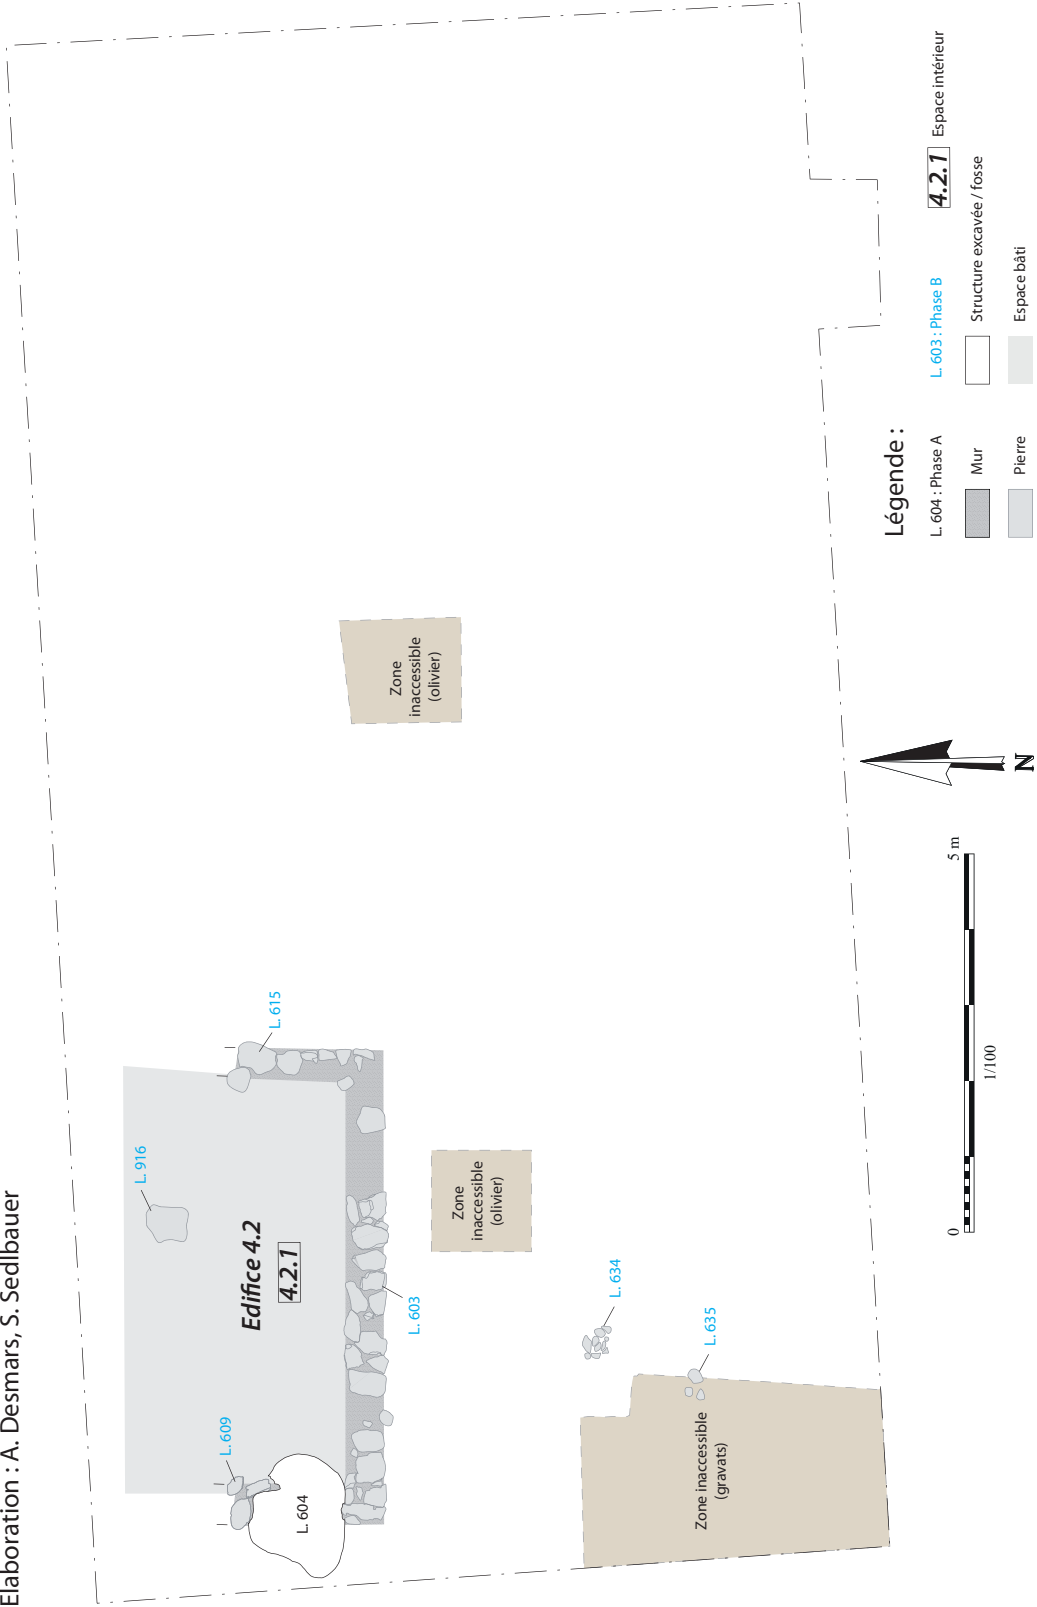 Elaboration : A. Desmars, S. Sedlbauer
L. 609
L. 604
L. 916
Edifice 4.2
4.2.1
L. 615
L. 603
Zone
inaccessible
(olivier)
Zone
inaccessible
(olivier)
L. 634
L. 635
Zone inaccessible
(gravats)
0
5 m
1/100
N
Légende :
L. 604 : Phase A
L. 603 : Phase B
4.2.1 Espace intérieur
Mur
Structure excavée / fosse
Pierre
Espace bâti